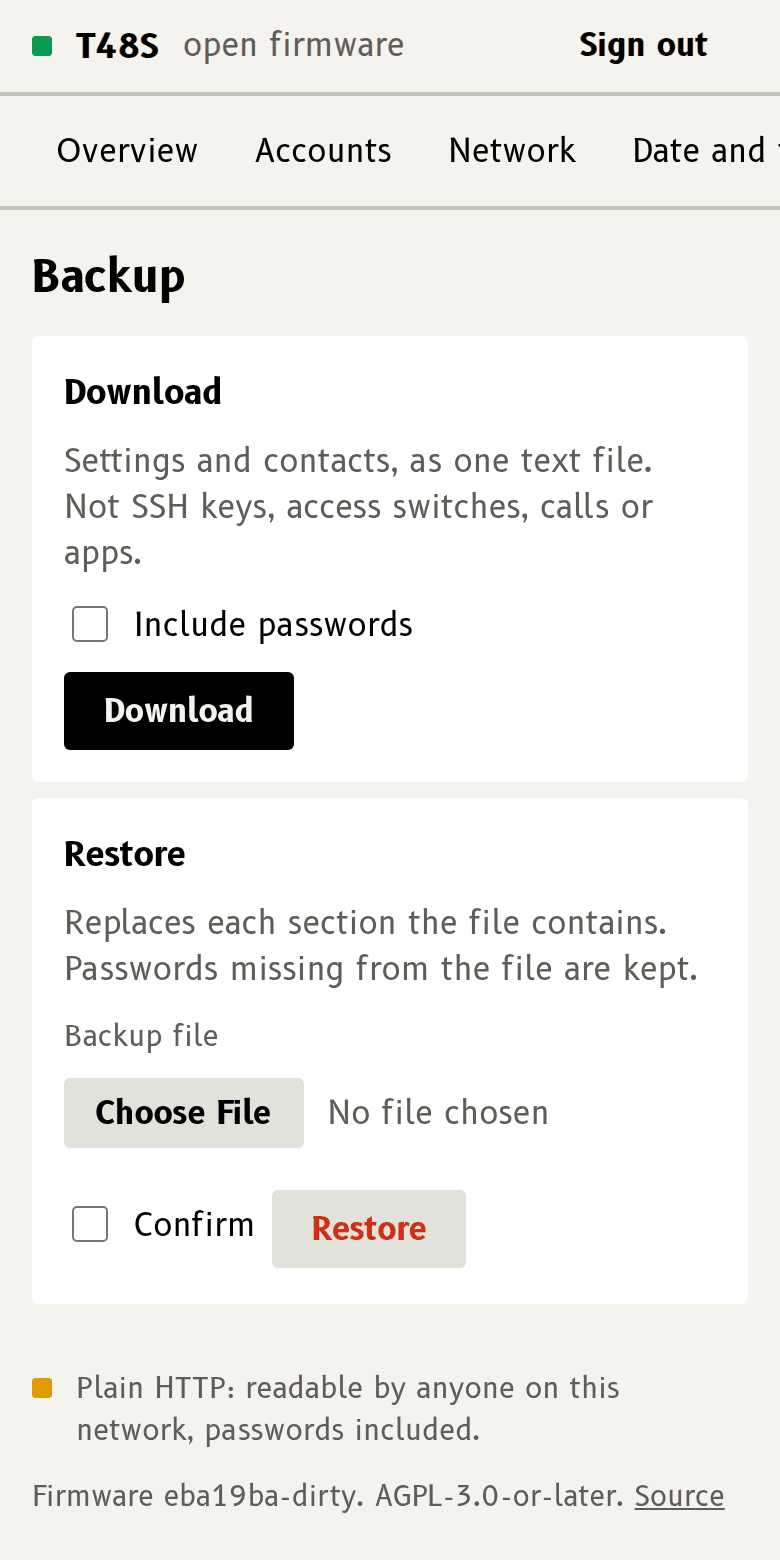 T48S open firmware Sign out
Overview Accounts Network Date and
Backup
Download
Settings and contacts, as one text file.
Not SSH keys, access switches, calls or
apps.
Include passwords
Download
Restore
Replaces each section the file contains.
Passwords missing from the file are kept.
Backup file
Choose File No file chosen
Confirm Restore
Plain HTTP: readable by anyone on this
network, passwords included.
Firmware eba19ba-dirty. AGPL-3.0-or-later. Source